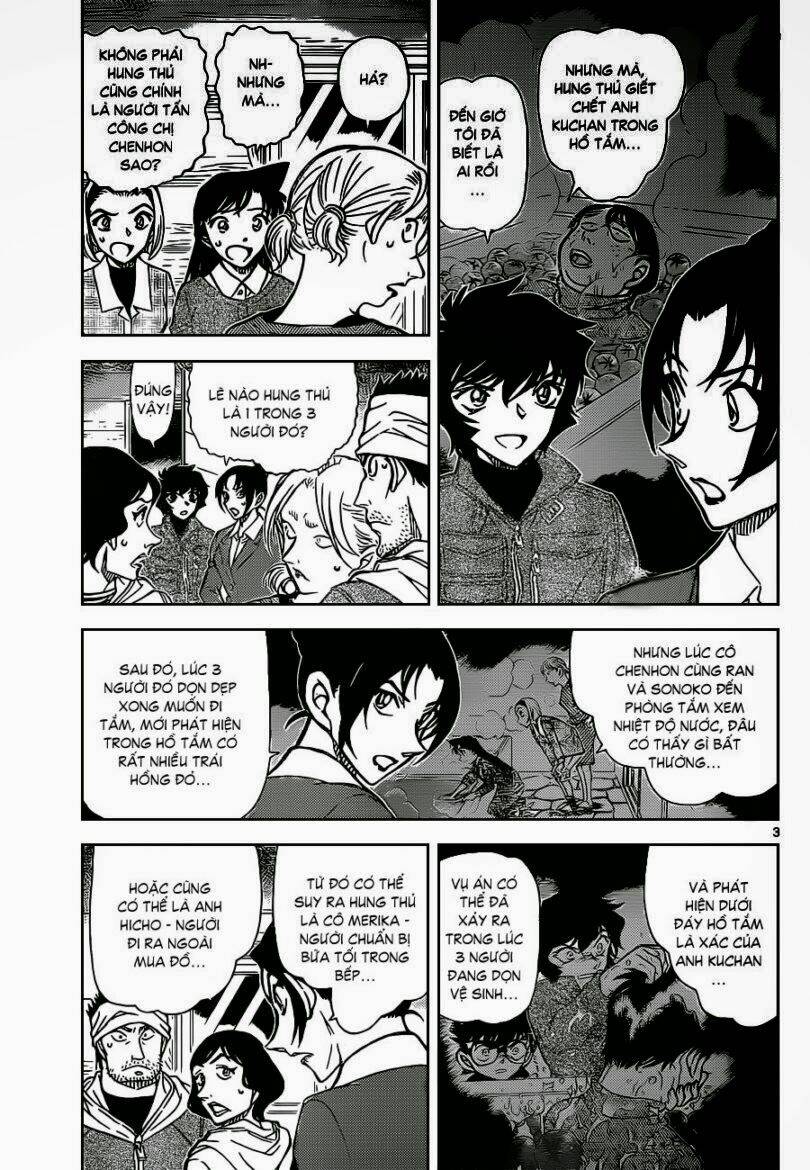 NHƯNG MÀ,
HUNG THỦ GIẾT
CHẾT ANH
KUCHAN TRONG
HỒ TẮM...
ĐẾN GIỜ
TÔI ĐÃ
BIẾT LÀ
AI RỒI
...
HẢ?
NH-
NHƯNG
MÀ...
KHÔNG PHẢI
HUNG THỦ
CŨNG CHÍNH
LÀ NGƯỜI TẤN
CÔNG CHỊ
CHENHON
SAO?
LẼ NÀO HUNG THỦ
LÀ 1 TRONG 3
NGƯỜI ĐÓ?
ĐÚNG
VẬY!
NHƯNG LÚC CÔ
CHENHON CÙNG RAN
VÀ SONOKO ĐẾN
PHÒNG TẮM XEM
NHIỆT ĐỘ NƯỚC, ĐÂU
CÓ THẤY GÌ BẤT
THƯỜNG...
SAU ĐÓ, LÚC 3
NGƯỜI ĐÓ DỌN DẸP
XONG MUỐN ĐI
TẮM, MỚI PHÁT HIỆN
TRONG HỒ TẮM CÓ
RẤT NHIỀU TRÁI
HỒNG ĐỎ...
3
VÀ PHÁT
HIỆN DƯỚI
ĐÁY HỒ TẮM
LÀ XÁC CỦA
ANH KUCHAN
...
VỤ ÁN CÓ
THỂ ĐÃ
XẢY RA
TRONG LÚC
3 NGƯỜI
ĐANG DỌN
VỆ SINH...
TỪ ĐÓ CÓ THỂ
SUY RA HUNG THỦ
LÀ CÔ MERIKA -
NGƯỜI CHUẨN BỊ
BỮA TỐI TRONG
BẾP...
HOẶC CŨNG
CÓ THỂ LÀ ANH
HICHO - NGƯỜI
ĐI RA NGOÀI
MUA ĐỒ...